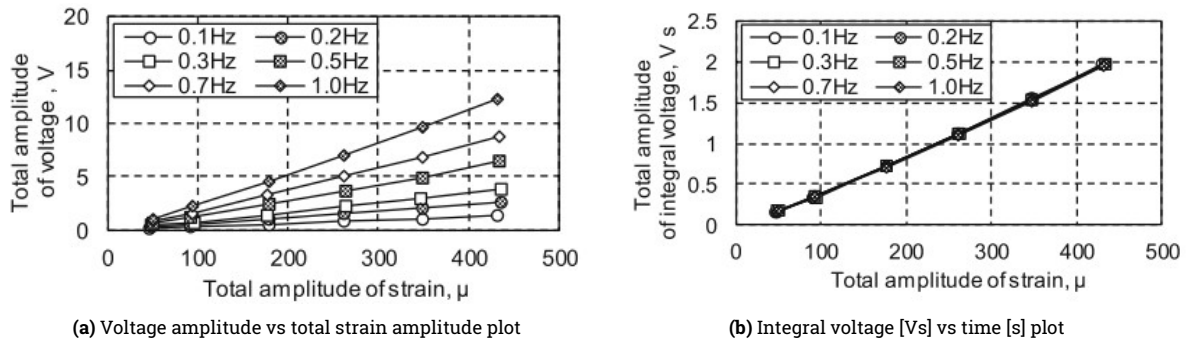 Total amplitude
of voltage , V
20
15
10
5
0
0.1Hz 0.2Hz
0.3Hz 0.5Hz
0.7Hz 1.0Hz
0 100 200 300 400 500
Total amplitude of strain, μ
(a) Voltage amplitude vs total strain amplitude plot
Total amplitude
of integral voltage, V s
2.5
2
1.5
1
0.5
0
0.1Hz 0.2Hz
0.3Hz 0.5Hz
0.7Hz 1.0Hz
0 100 200 300 400 500
Total amplitude of strain, μ
(b) Integral voltage [Vs] vs time [s] plot